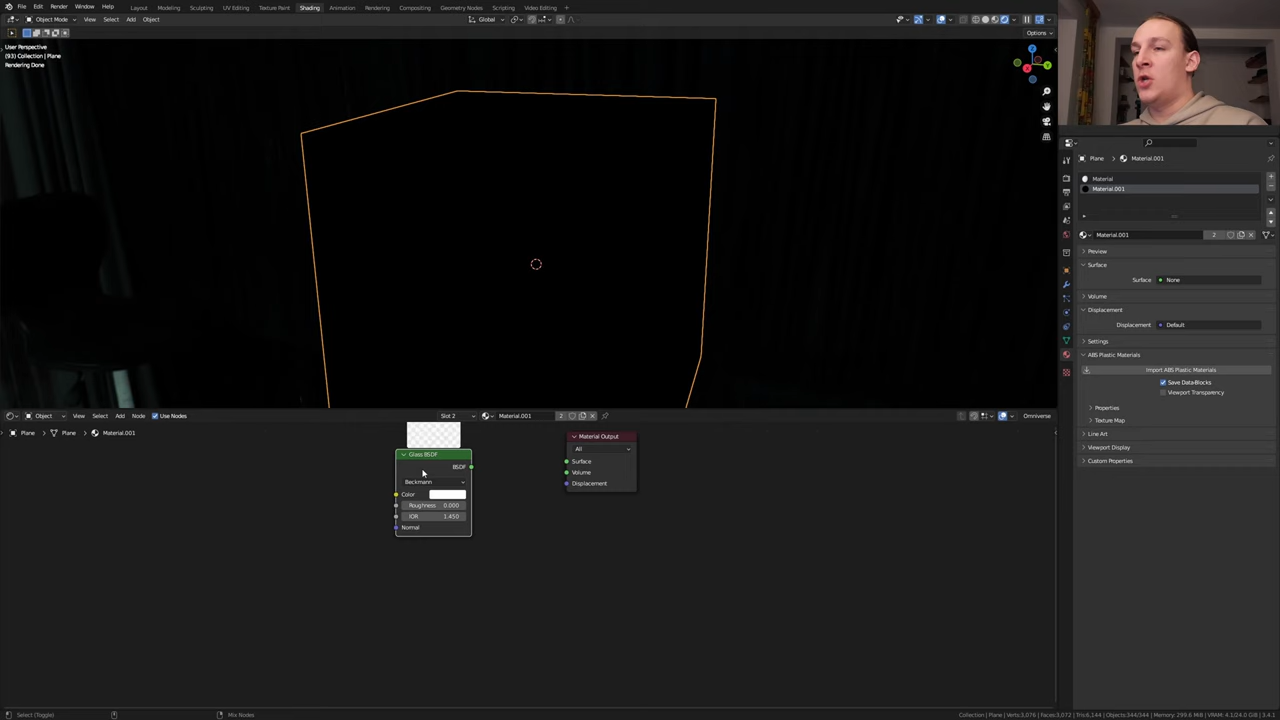 File Edit Render Window Help Layout Modeling Sculpting UV Editing Texture Paint Shading Animation Rendering Compositing Geometry Nodes Scripting Video Editing
Object Mode View Select Add Object Global
Options
User Perspective
(93) Collection | Plane
Rendering Done
Plane Material.001
Material
Material.001
Material.001 2
Preview
Surface
Surface None
Volume
Displacement
Displacement Default
Settings
ABS Plastic Materials
Import ABS Plastic Materials
Save Data-Blocks
Viewport Transparency
Properties
Texture Map
Line Art
Viewport Display
Custom Properties
Object View Select Add Node Use Nodes Slot 2 Material.001 2 Omniverse
Plane Plane Material.001
Glass BSDF
BSDF
Beckmann
Color
Roughness 0.000
IOR 1.450
Normal
Material Output
All
Surface
Volume
Displacement
Select (Toggle) Mix Nodes Collection | Plane | Verts:3,076 | Faces:3,072 | Tris:6,144 | Objects:344/344 | Memory: 299.6 MiB | VRAM: 4.1/24.0 GiB | 3.4.1